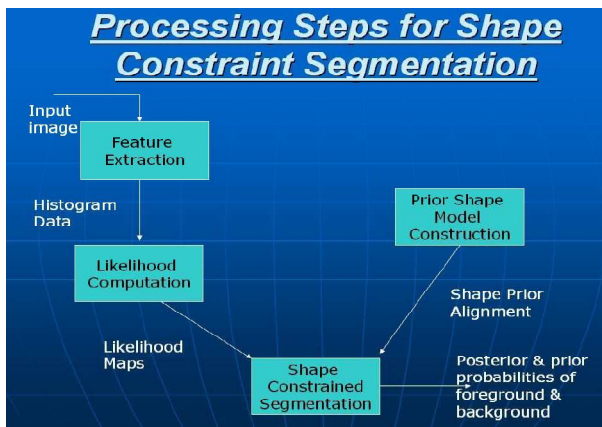 Processing Steps for Shape
Constraint Segmentation
Input
image
Feature
Extraction
Histogram
Data
Prior Shape
Model
Construction
Likelihood
Computation
Shape Prior
Alignment
Likelihood
Maps
Shape
Constrained
Segmentation
Posterior & prior
probabilities of
foreground &
background